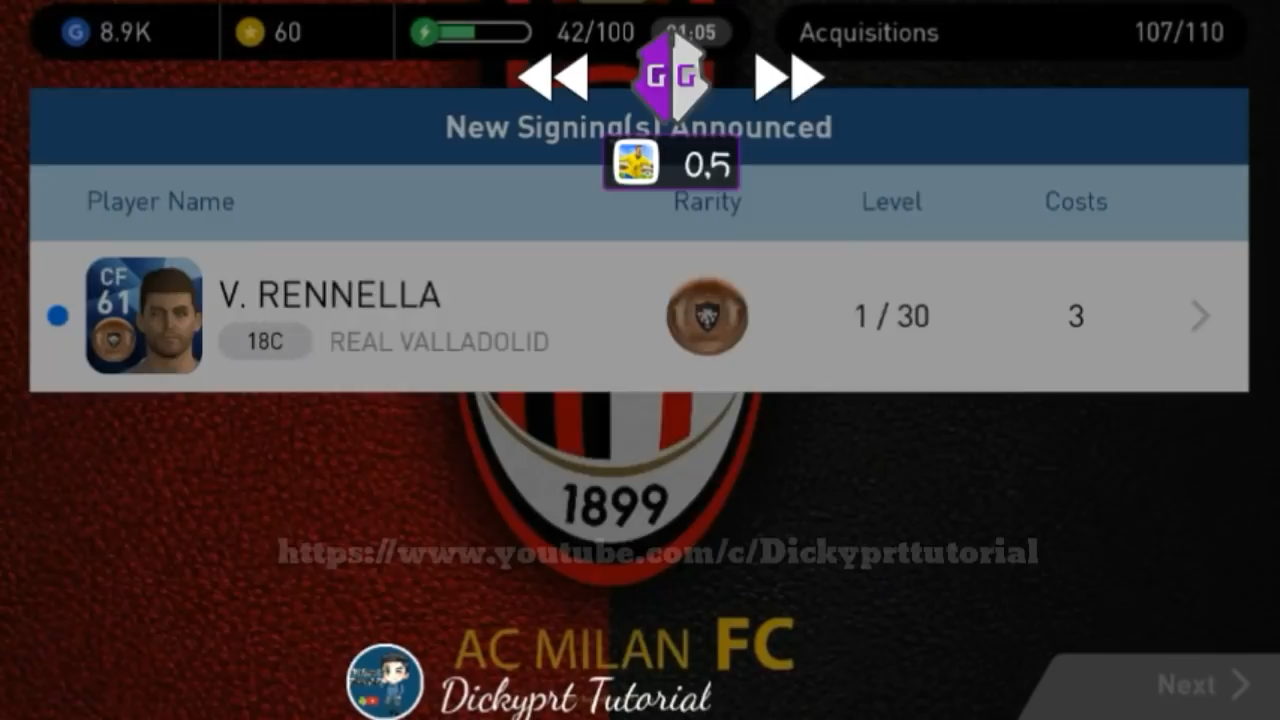 8.9K 60 42/100 01:05 Acquisitions 107/110
GG
New Signing(s) Announced
0,5
Player Name Rarity Level Costs
CF
61
V. RENNELLA 1 / 30 3
18C REAL VALLADOLID
1899
https://www.youtube.com/c/Dickyprttutorial
AC MILAN FC
Dickyprt Tutorial
Next